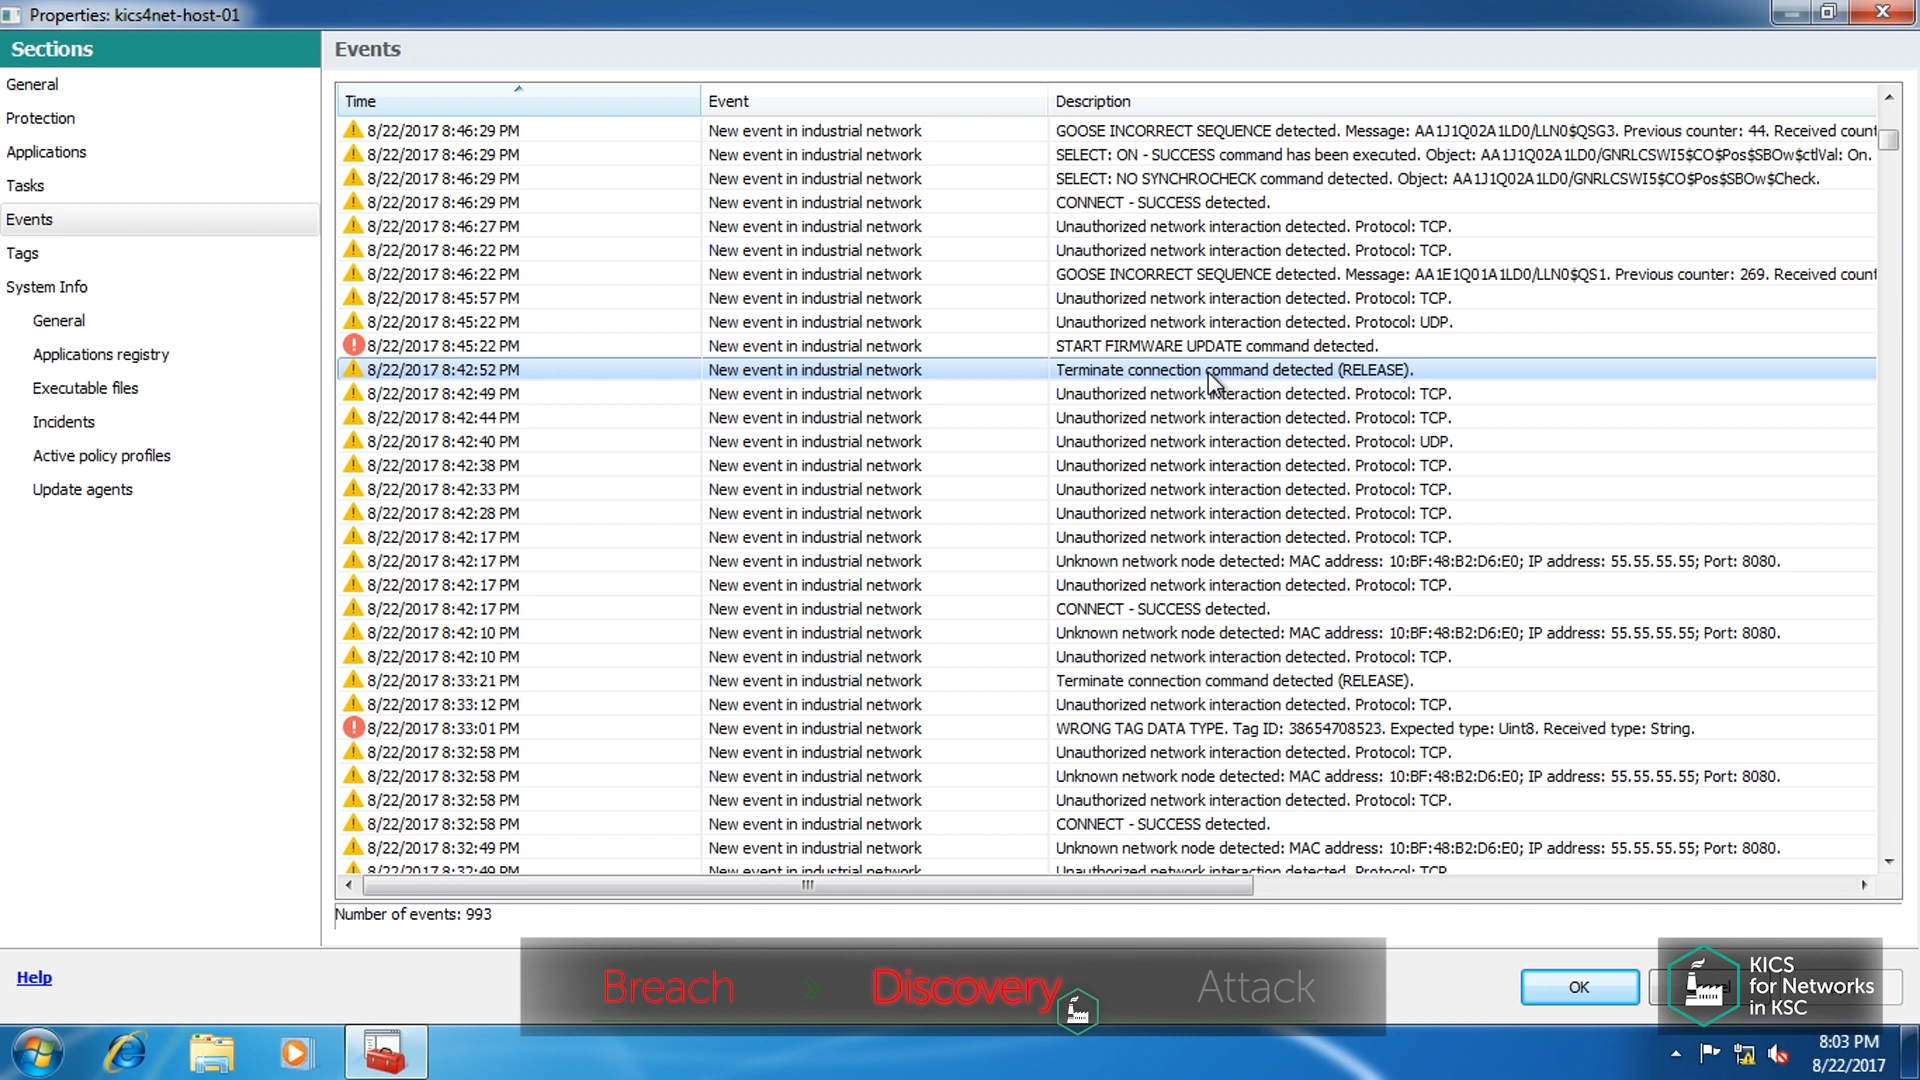 Properties: kics4net-host-01
Sections
General
Protection
Applications
Tasks
Events
Tags
System Info
General
Applications registry
Executable files
Incidents
Active policy profiles
Update agents
Events
Time Event Description
8/22/2017 8:46:29 PM New event in industrial network GOOSE INCORRECT SEQUENCE detected. Message: AA1J1Q02A1LD0/LLN0$QSG3. Previous counter: 44. Received count
8/22/2017 8:46:29 PM New event in industrial network SELECT: ON - SUCCESS command has been executed. Object: AA1J1Q02A1LD0/GNRLCSWI5$CO$Pos$SBOw$ctlVal: On.
8/22/2017 8:46:29 PM New event in industrial network SELECT: NO SYNCHROCHECK command detected. Object: AA1J1Q02A1LD0/GNRLCSWI5$CO$Pos$SBOw$Check.
8/22/2017 8:46:29 PM New event in industrial network CONNECT - SUCCESS detected.
8/22/2017 8:46:27 PM New event in industrial network Unauthorized network interaction detected. Protocol: TCP.
8/22/2017 8:46:22 PM New event in industrial network Unauthorized network interaction detected. Protocol: TCP.
8/22/2017 8:46:22 PM New event in industrial network GOOSE INCORRECT SEQUENCE detected. Message: AA1E1Q01A1LD0/LLN0$QS1. Previous counter: 269. Received count
8/22/2017 8:45:57 PM New event in industrial network Unauthorized network interaction detected. Protocol: TCP.
8/22/2017 8:45:22 PM New event in industrial network Unauthorized network interaction detected. Protocol: UDP.
8/22/2017 8:45:22 PM New event in industrial network START FIRMWARE UPDATE command detected.
8/22/2017 8:42:52 PM New event in industrial network Terminate connection command detected (RELEASE).
8/22/2017 8:42:49 PM New event in industrial network Unauthorized network interaction detected. Protocol: TCP.
8/22/2017 8:42:44 PM New event in industrial network Unauthorized network interaction detected. Protocol: TCP.
8/22/2017 8:42:40 PM New event in industrial network Unauthorized network interaction detected. Protocol: UDP.
8/22/2017 8:42:38 PM New event in industrial network Unauthorized network interaction detected. Protocol: TCP.
8/22/2017 8:42:33 PM New event in industrial network Unauthorized network interaction detected. Protocol: TCP.
8/22/2017 8:42:28 PM New event in industrial network Unauthorized network interaction detected. Protocol: TCP.
8/22/2017 8:42:17 PM New event in industrial network Unauthorized network interaction detected. Protocol: TCP.
8/22/2017 8:42:17 PM New event in industrial network Unknown network node detected: MAC address: 10:BF:48:B2:D6:E0; IP address: 55.55.55.55; Port: 8080.
8/22/2017 8:42:17 PM New event in industrial network Unauthorized network interaction detected. Protocol: TCP.
8/22/2017 8:42:17 PM New event in industrial network CONNECT - SUCCESS detected.
8/22/2017 8:42:10 PM New event in industrial network Unknown network node detected: MAC address: 10:BF:48:B2:D6:E0; IP address: 55.55.55.55; Port: 8080.
8/22/2017 8:42:10 PM New event in industrial network Unauthorized network interaction detected. Protocol: TCP.
8/22/2017 8:33:21 PM New event in industrial network Terminate connection command detected (RELEASE).
8/22/2017 8:33:12 PM New event in industrial network Unauthorized network interaction detected. Protocol: TCP.
8/22/2017 8:33:01 PM New event in industrial network WRONG TAG DATA TYPE. Tag ID: 38654708523. Expected type: Uint8. Received type: String.
8/22/2017 8:32:58 PM New event in industrial network Unauthorized network interaction detected. Protocol: TCP.
8/22/2017 8:32:58 PM New event in industrial network Unknown network node detected: MAC address: 10:BF:48:B2:D6:E0; IP address: 55.55.55.55; Port: 8080.
8/22/2017 8:32:58 PM New event in industrial network Unauthorized network interaction detected. Protocol: TCP.
8/22/2017 8:32:58 PM New event in industrial network CONNECT - SUCCESS detected.
8/22/2017 8:32:49 PM New event in industrial network Unknown network node detected: MAC address: 10:BF:48:B2:D6:E0; IP address: 55.55.55.55; Port: 8080.
8/22/2017 8:32:49 PM New event in industrial network Unauthorized network interaction detected. Protocol: TCP.
Number of events: 993
Help
Breach » Discovery Attack
OK
KICS
for Networks
in KSC
8:03 PM
8/22/2017